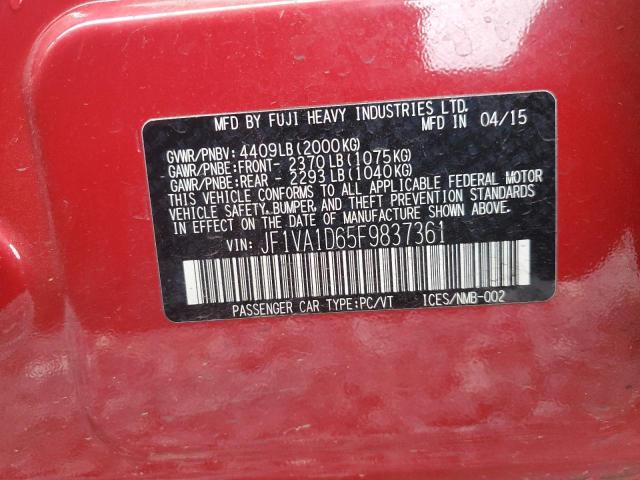 MFD BY FUJI HEAVY INDUSTRIES LTD.
MFD IN 04/15
GVWR/PNBV: 4409LB(2000KG)
GAWR/PNBE:FRONT- 2370LB(1075KG)
GAWR/PNBE:REAR - 2293LB(1040KG)
THIS VEHICLE CONFORMS TO ALL APPLICABLE FEDERAL MOTOR
VEHICLE SAFETY, BUMPER, AND THEFT PREVENTION STANDARDS
IN EFFECT ON THE DATE OF MANUFACTURE SHOWN ABOVE.
VIN: JF1VA1D65F9837361
PASSENGER CAR TYPE:PC/VT ICES/NMB-002